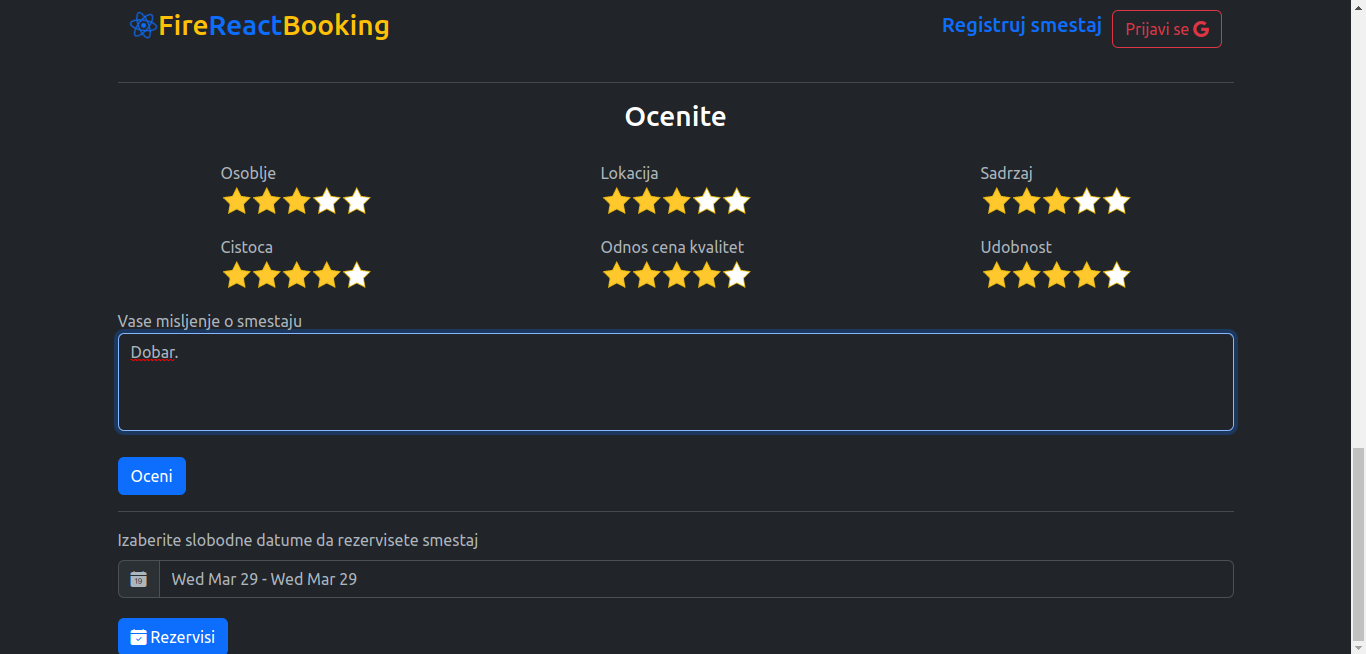 FireReactBooking
Registruj smestaj
Prijavi se
Ocenite
Osoblje
Lokacija
Sadrzaj
Cistoca
Odnos cena kvalitet
Udobnost
Vase misljenje o smestaju
Dobar.
Oceni
Izaberite slobodne datume da rezervisete smestaj
19
Wed Mar 29 - Wed Mar 29
Rezervisi